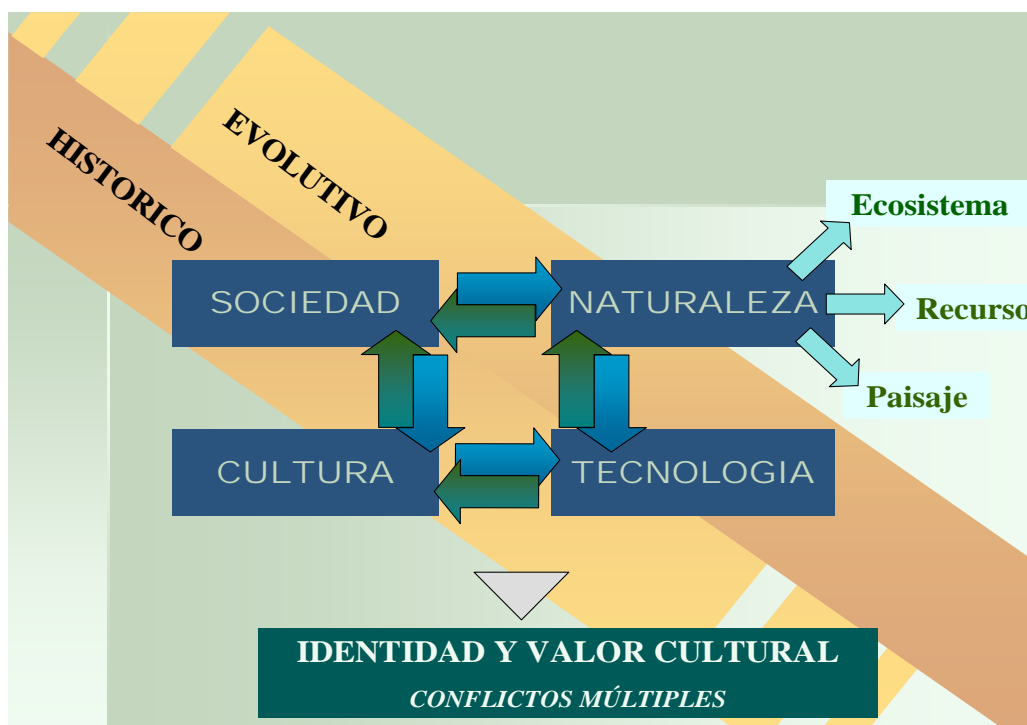 HISTORICO
EVOLUTIVO
Ecosistema
SOCIEDAD
NATURALEZA
Recurso
Paisaje
CULTURA
TECNOLOGIA
IDENTIDAD Y VALOR CULTURAL
CONFLICTOS MÚLTIPLES